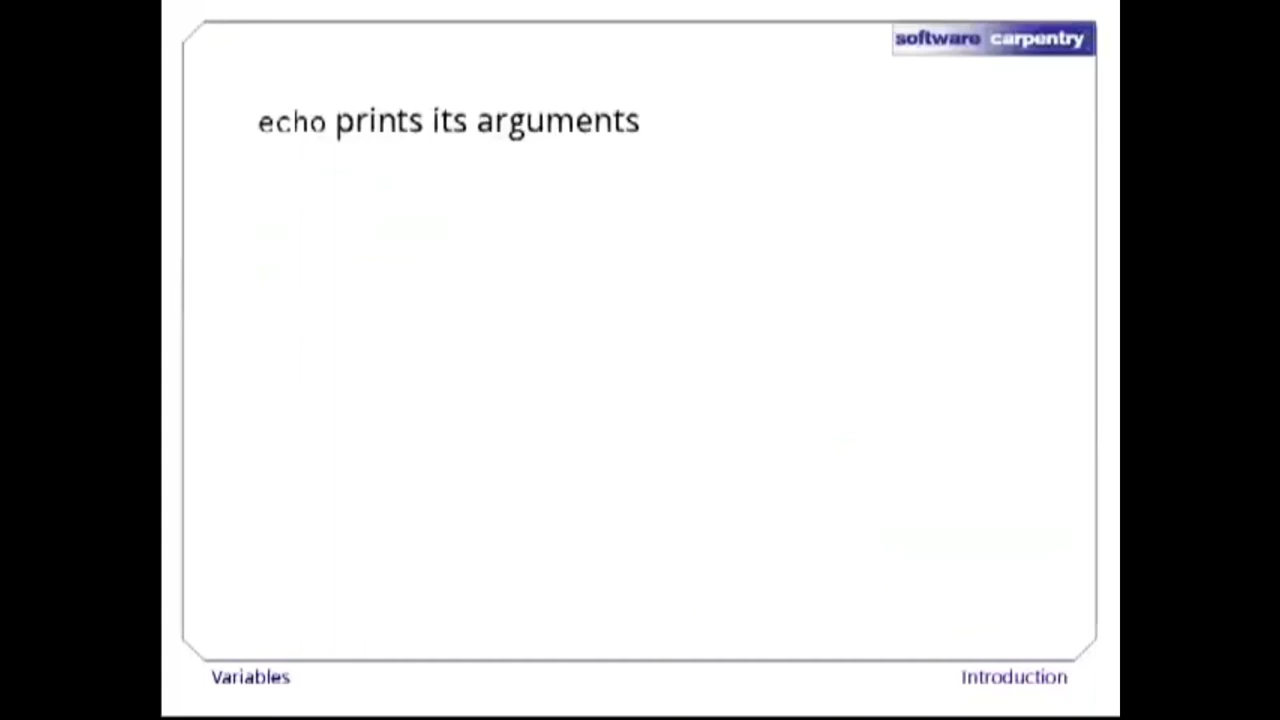 software carpentry
echo prints its arguments
Variables
Introduction